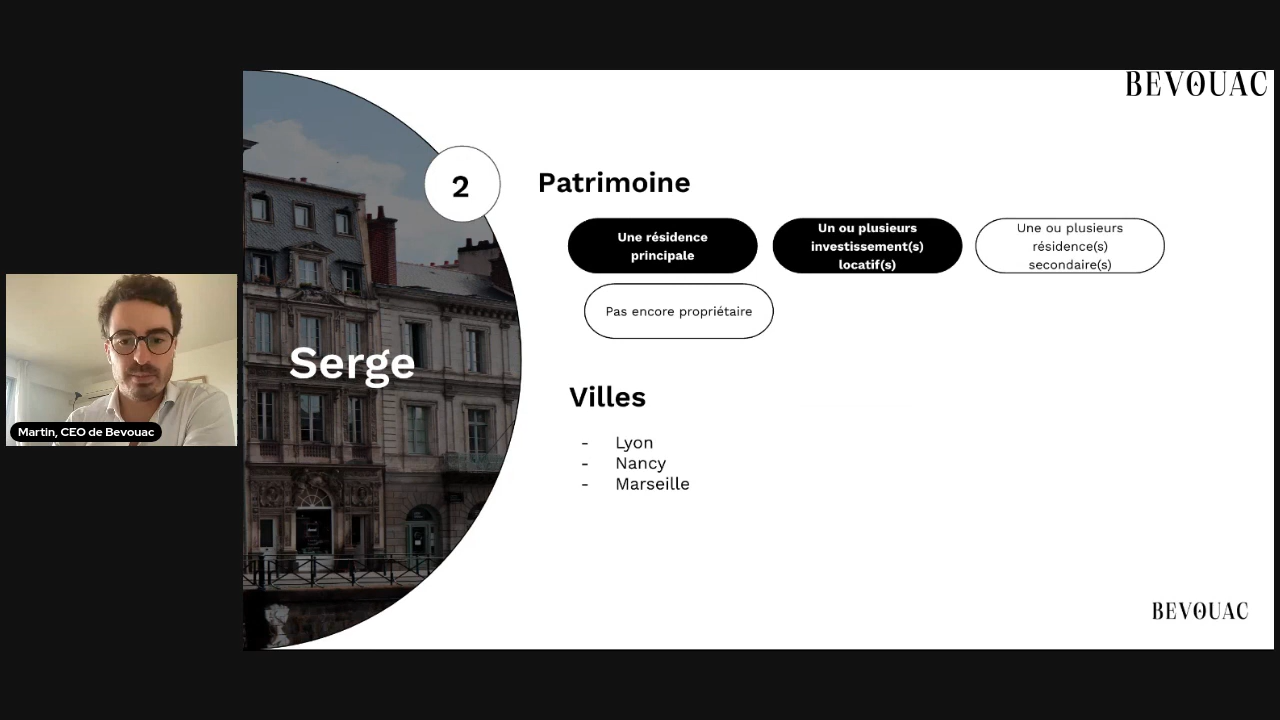 BEVOUAC
2
Patrimoine
Une résidence
principale
Un ou plusieurs
investissement(s)
locatif(s)
Une ou plusieurs
résidence(s)
secondaire(s)
Pas encore propriétaire
Serge
Villes
- Lyon
- Nancy
- Marseille
Martin, CEO de Bevouac
BEVOUAC